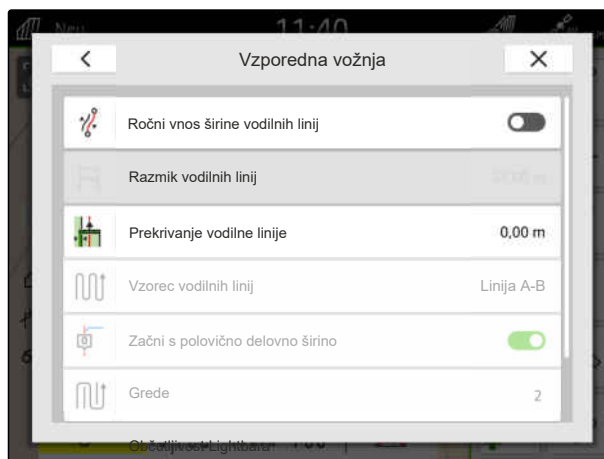 Neu 11:40
Vzporedna vožnja
Ročni vnos širine vodilnih linij
Razmik vodilnih linij
Prekrivanje vodilne linije 0,00 m
Vzorec vodilnih linij Linija A-B
Začni s polovično delovno širino
Grede 2
Občutljivost Lightbara